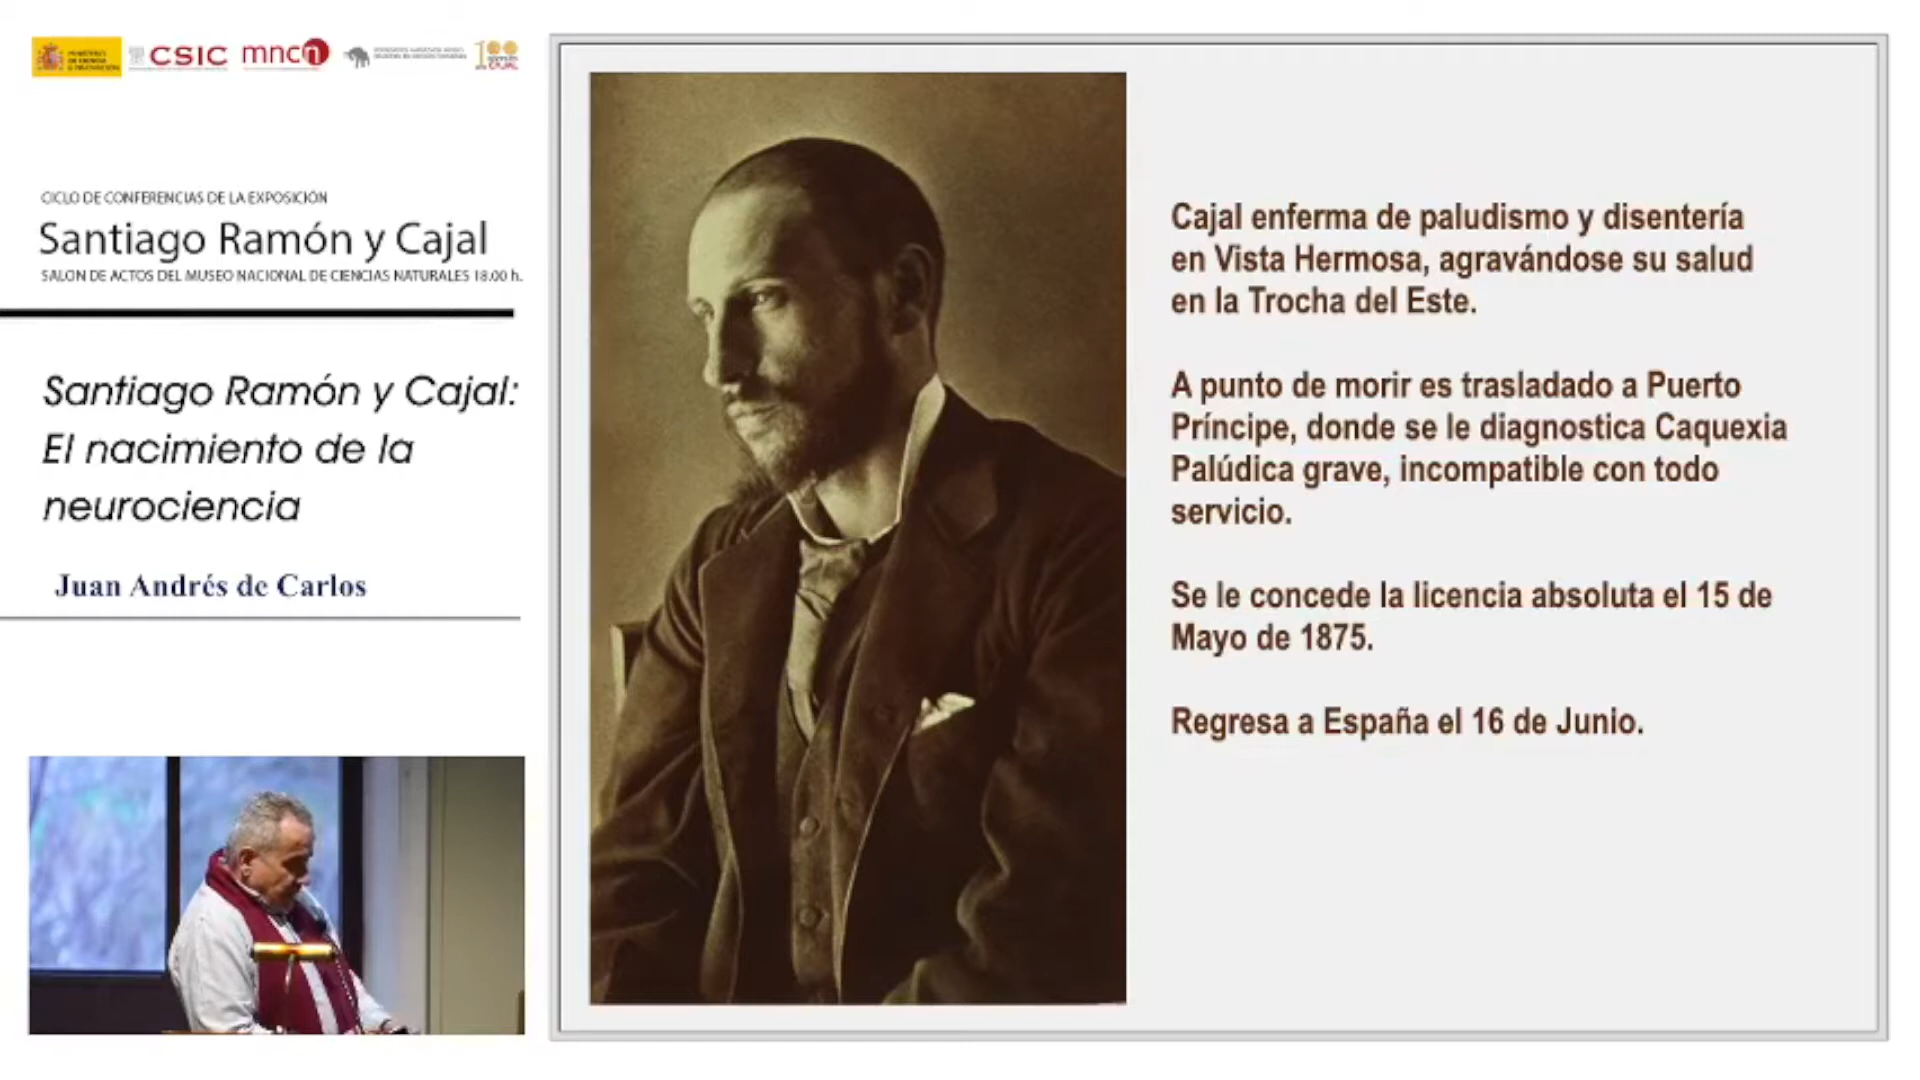 CSIC
mncn
CICLO DE CONFERENCIAS DE LA EXPOSICIÓN
Santiago Ramón y Cajal
SALON DE ACTOS DEL MUSEO NACIONAL DE CIENCIAS NATURALES 18.00 h.
Santiago Ramón y Cajal:
El nacimiento de la
neurociencia
Juan Andrés de Carlos
Cajal enferma de paludismo y disentería
en Vista Hermosa, agravándose su salud
en la Trocha del Este.
A punto de morir es trasladado a Puerto
Príncipe, donde se le diagnostica Caquexia
Palúdica grave, incompatible con todo
servicio.
Se le concede la licencia absoluta el 15 de
Mayo de 1875.
Regresa a España el 16 de Junio.